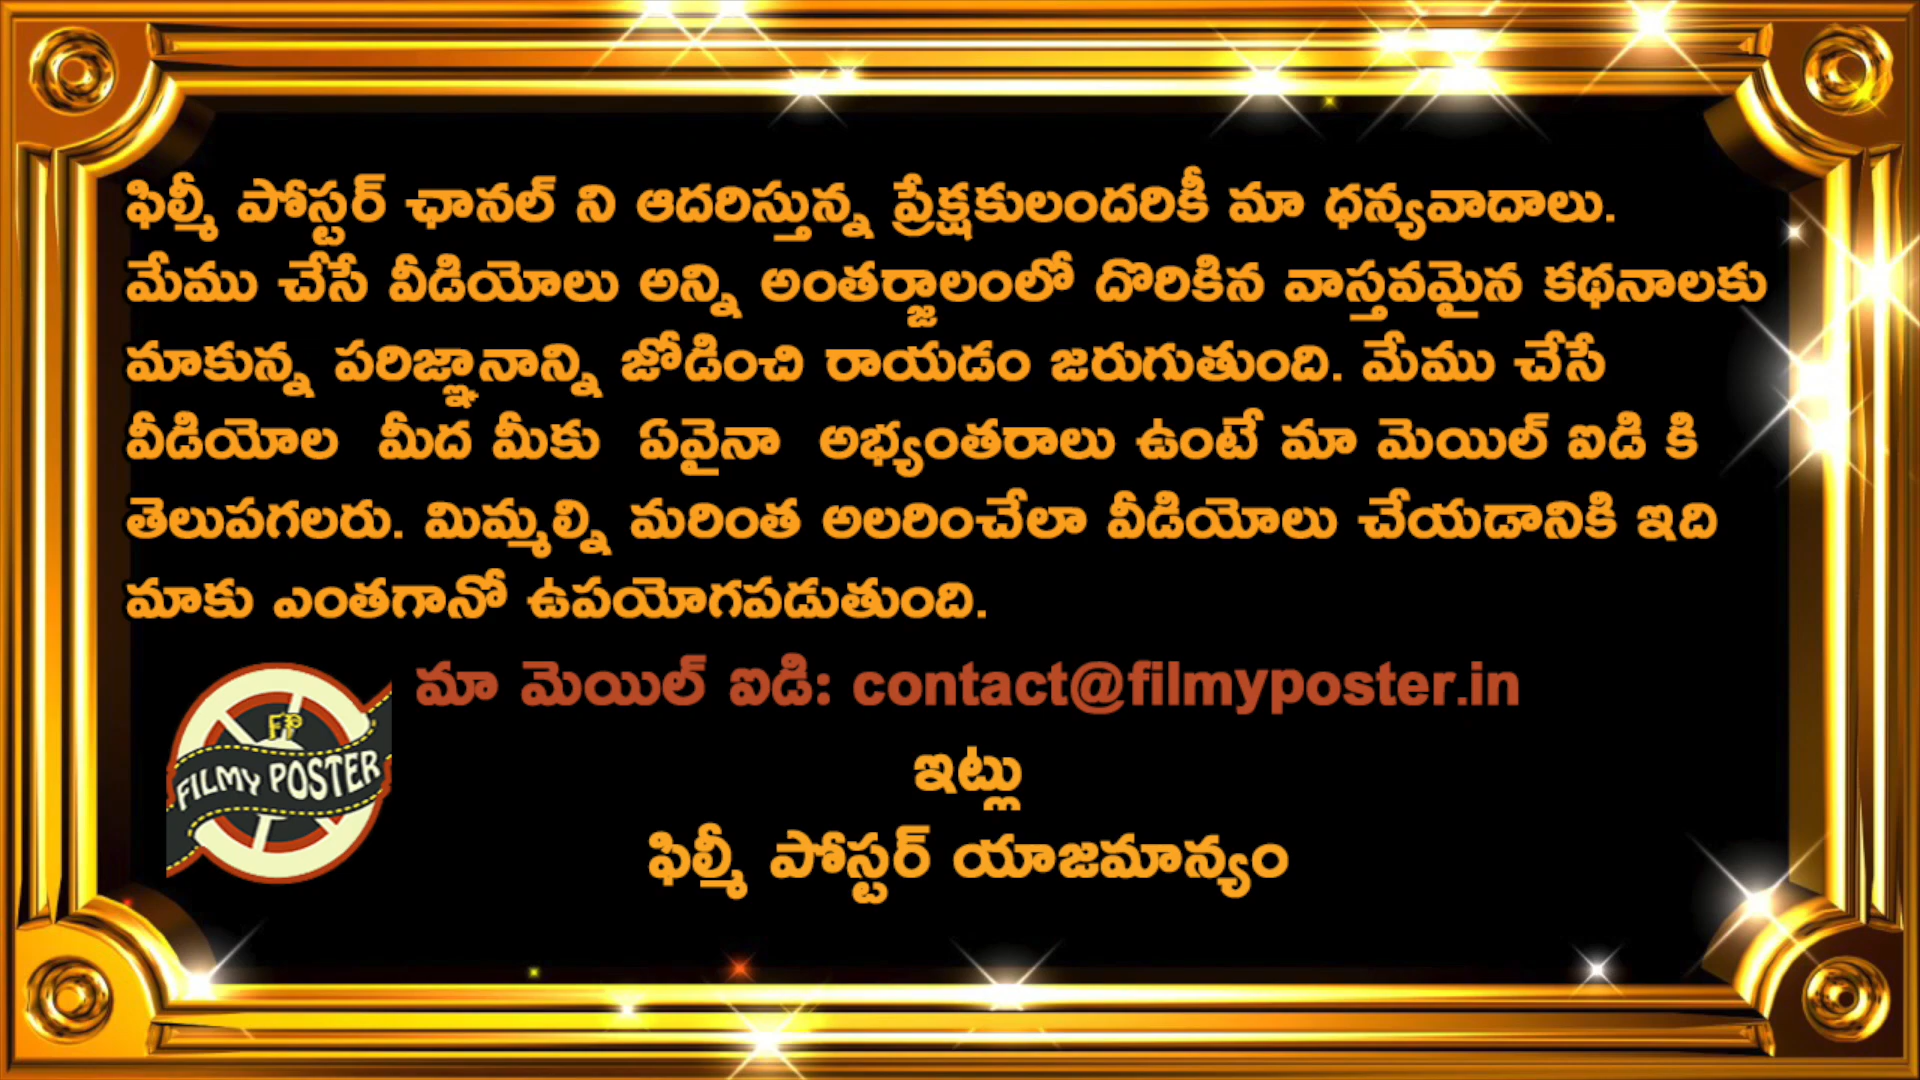 ఫిల్మీ పోస్టర్ ఛానల్ ని ఆదరిస్తున్న ప్రేక్షకులందరికీ మా ధన్యవాదాలు.
మేము చేసే వీడియోలు అన్ని అంతర్జాలంలో దొరికిన వాస్తవమైన కథనాలకు
మాకున్న పరిజ్ఞానాన్ని జోడించి రాయడం జరుగుతుంది. మేము చేసే
వీడియోల మీద మీకు ఏవైనా అభ్యంతరాలు ఉంటే మా మెయిల్ ఐడి కి
తెలుపగలరు. మిమ్మల్ని మరింత అలరించేలా వీడియోలు చేయడానికి ఇది
మాకు ఎంతగానో ఉపయోగపడుతుంది.
మా మెయిల్ ఐడి: contact@filmyposter.in
FP
FILMY POSTER
ఇట్లు
ఫిల్మీ పోస్టర్ యాజమాన్యం